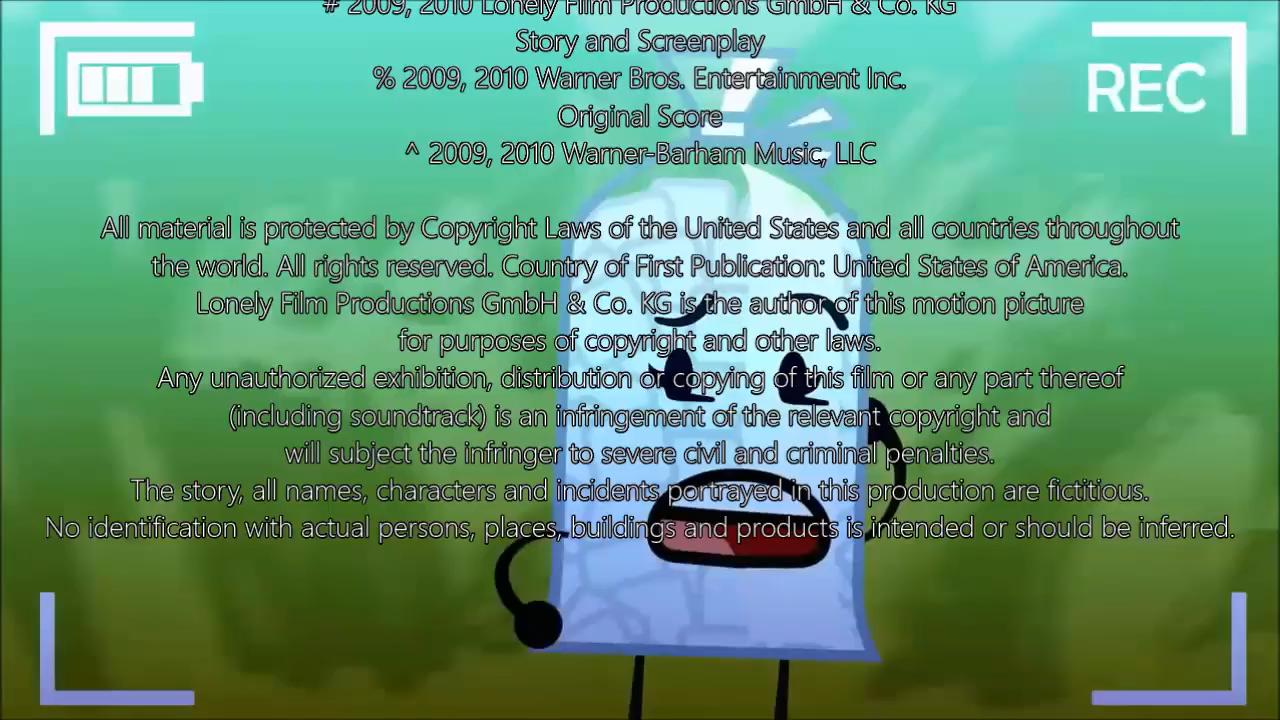 # 2009, 2010 Lonely Film Productions GmbH & Co. KG
Story and Screenplay
% 2009, 2010 Warner Bros. Entertainment Inc.
REC
Original Score
^ 2009, 2010 Warner-Barham Music, LLC
All material is protected by Copyright Laws of the United States and all countries throughout
the world. All rights reserved. Country of First Publication: United States of America.
Lonely Film Productions GmbH & Co. KG is the author of this motion picture
for purposes of copyright and other laws.
Any unauthorized exhibition, distribution or copying of this film or any part thereof
(including soundtrack) is an infringement of the relevant copyright and
will subject the infringer to severe civil and criminal penalties.
The story, all names, characters and incidents portrayed in this production are fictitious.
No identification with actual persons, places, buildings and products is intended or should be inferred.